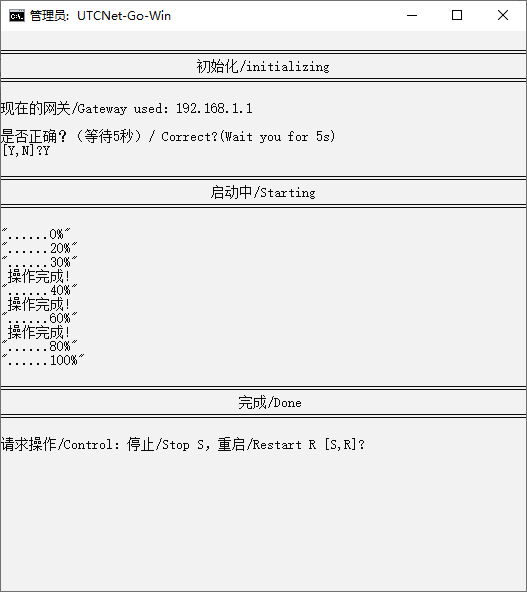 管理员: UTCNet-Go-Win
初始化/initializing
现在的网关/Gateway used: 192.168.1.1
是否正确？（等待5秒）/ Correct?(Wait you for 5s)
[Y,N]?Y
启动中/Starting
"......0%"
"......20%"
"......30%"
操作完成!
"......40%"
操作完成!
"......60%"
操作完成!
"......80%"
"......100%"
完成/Done
请求操作/Control: 停止/Stop S, 重启/Restart R [S,R]?